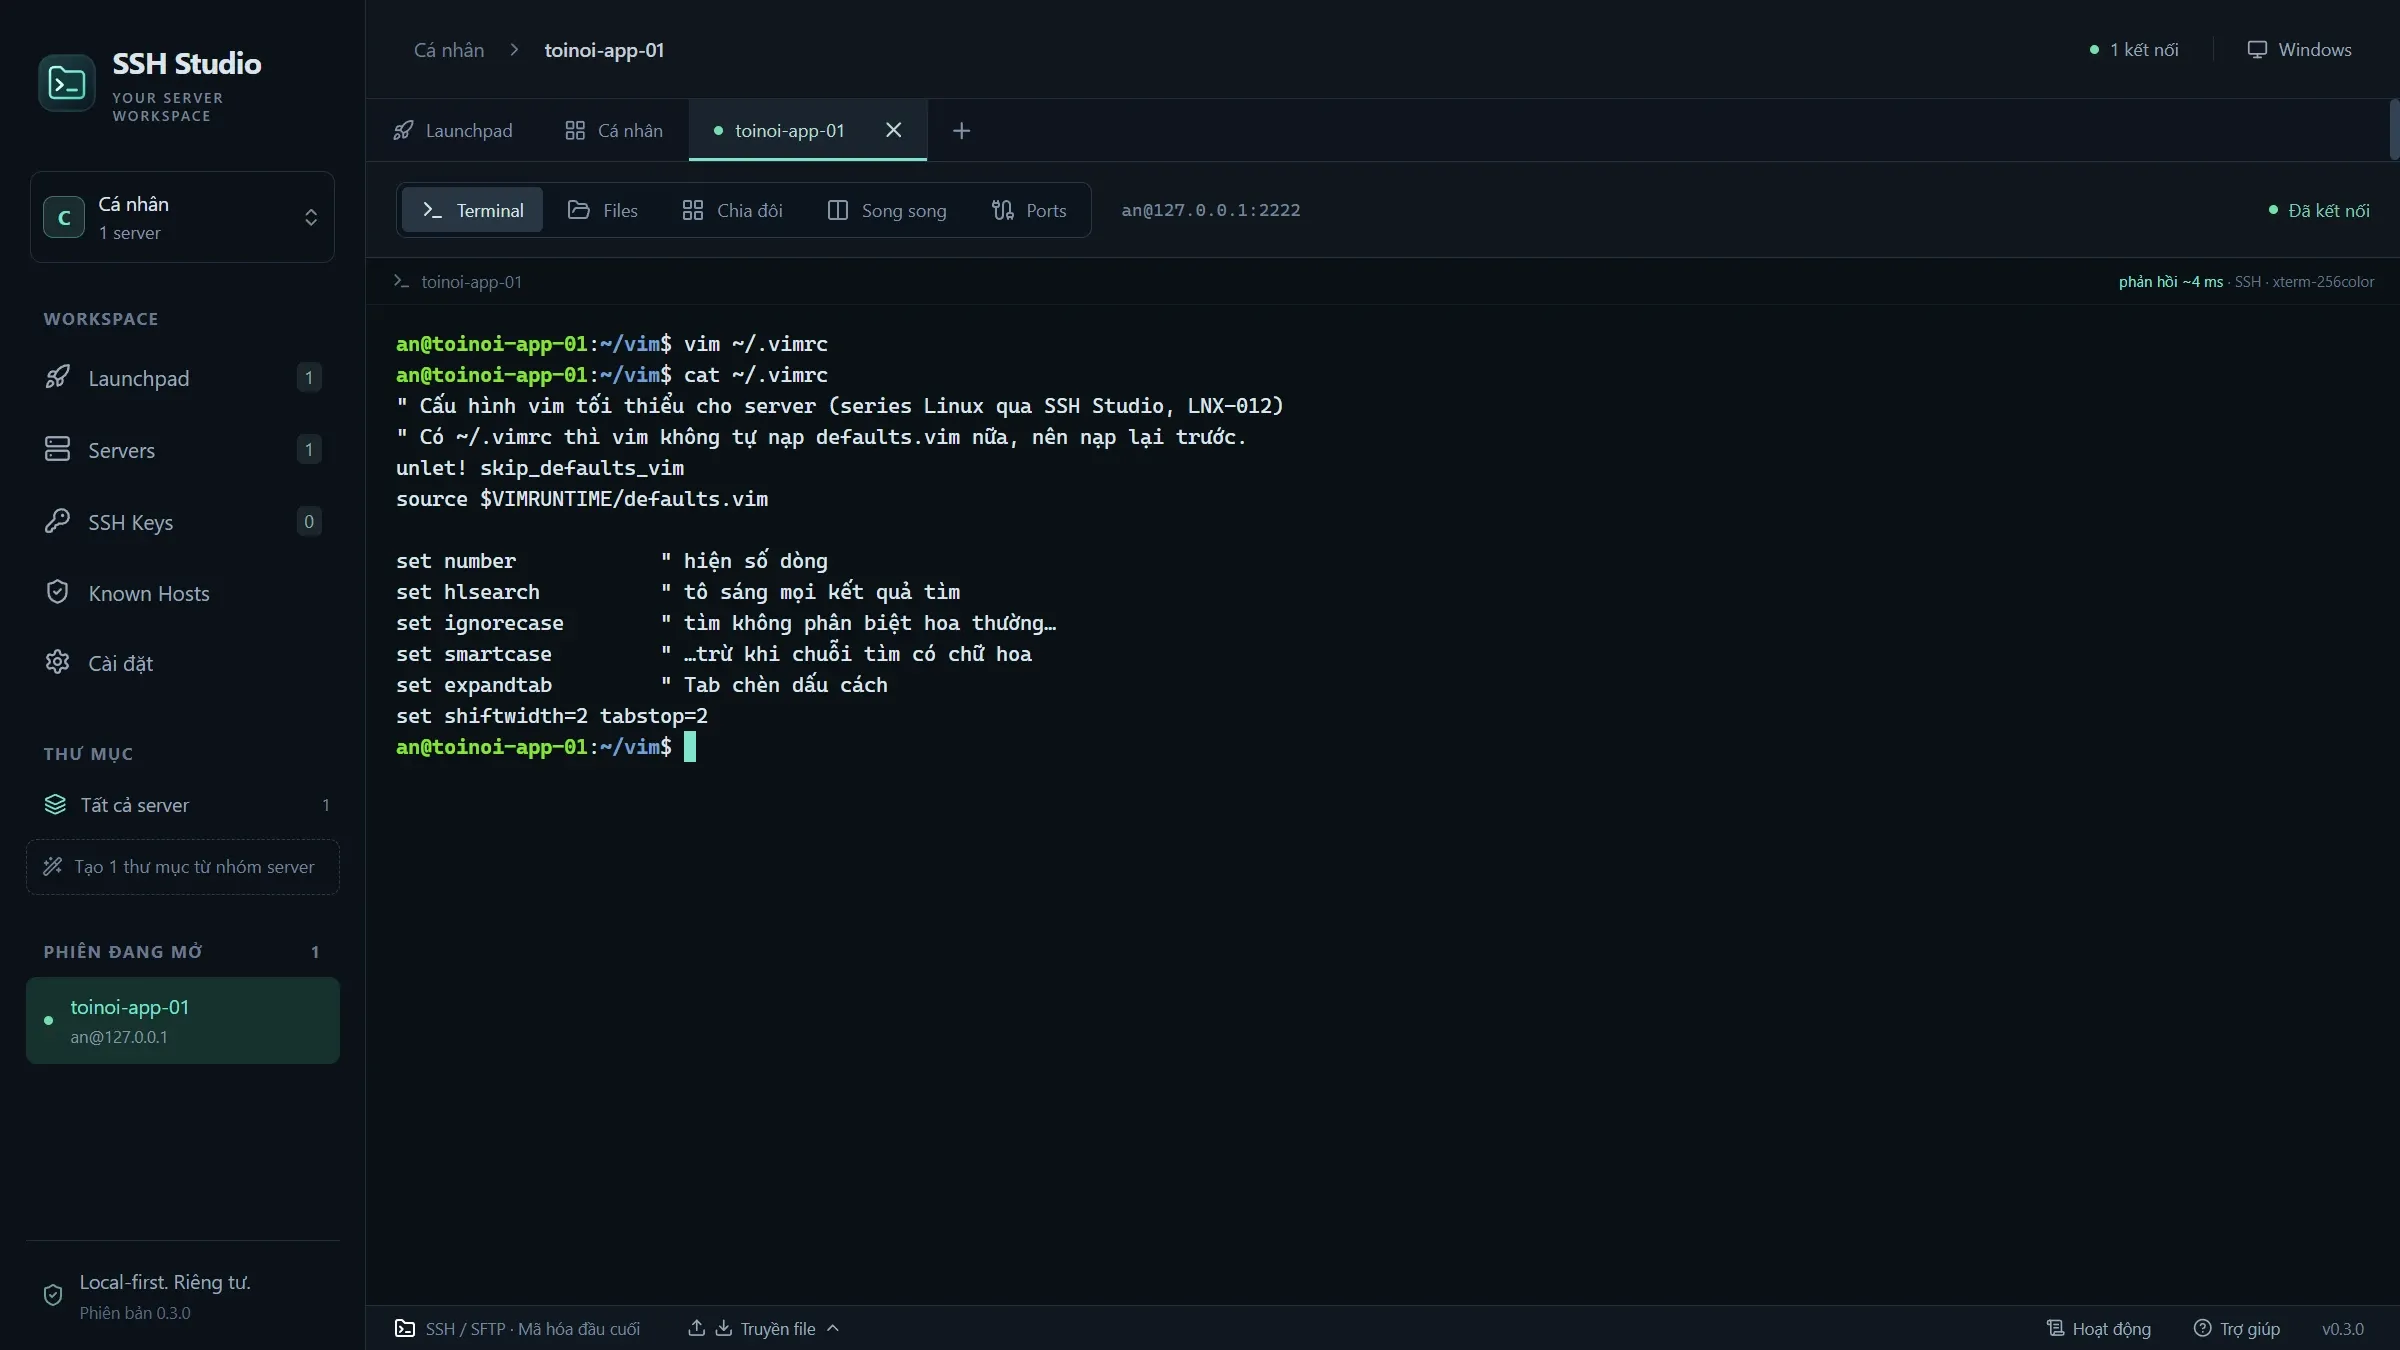 SSH Studio
YOUR SERVER
WORKSPACE
C
Cá nhân
1 server
WORKSPACE
Launchpad 1
Servers 1
SSH Keys 0
Known Hosts
Cài đặt
THƯ MỤC
Tất cả server 1
Tạo 1 thư mục từ nhóm server
PHIÊN ĐANG MỞ 1
toinoi-app-01
an@127.0.0.1
Local-first. Riêng tư.
Phiên bản 0.3.0
Cá nhân > toinoi-app-01
1 kết nối
Windows
Launchpad
Cá nhân
toinoi-app-01
Terminal
Files
Chia đôi
Song song
Ports
an@127.0.0.1:2222
Đã kết nối
toinoi-app-01
phản hồi ~4 ms · SSH · xterm-256color
an@toinoi-app-01:~/vim$ vim ~/.vimrc
an@toinoi-app-01:~/vim$ cat ~/.vimrc
" Cấu hình vim tối thiểu cho server (series Linux qua SSH Studio, LNX-012)
" Có ~/.vimrc thì vim không tự nạp defaults.vim nữa, nên nạp lại trước.
unlet! skip_defaults_vim
source $VIMRUNTIME/defaults.vim
set number " hiện số dòng
set hlsearch " tô sáng mọi kết quả tìm
set ignorecase " tìm không phân biệt hoa thường…
set smartcase " …trừ khi chuỗi tìm có chữ hoa
set expandtab " Tab chèn dấu cách
set shiftwidth=2 tabstop=2
an@toinoi-app-01:~/vim$
SSH / SFTP · Mã hóa đầu cuối
Truyền file
Hoạt động
Trợ giúp
v0.3.0